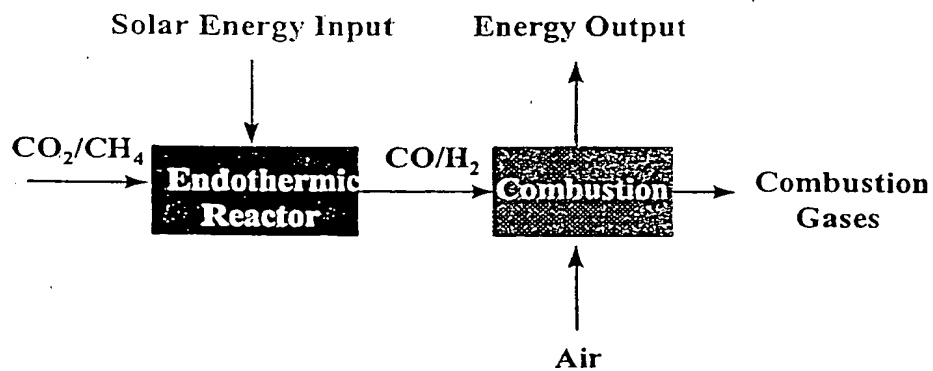 Solar Energy Input
Energy Output
CO₂/CH₄
Endothermic
Reactor
CO/H₂
Combustion
Combustion
Gases
Air